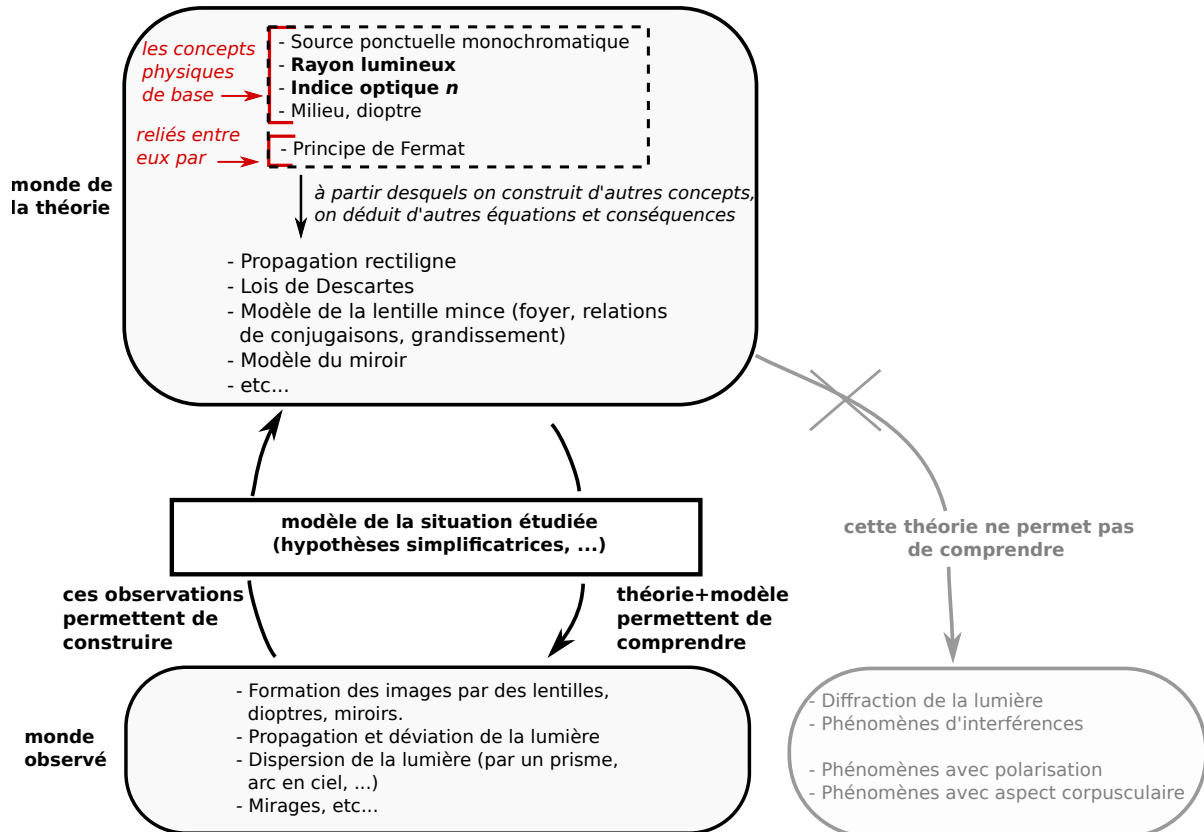 les concepts
physiques
de base
- Source ponctuelle monochromatique
- Rayon lumineux
- Indice optique n
- Milieu, dioptre
reliés entre
eux par
- Principe de Fermat
monde de
la théorie
à partir desquels on construit d'autres concepts,
on déduit d'autres équations et conséquences
- Propagation rectiligne
- Lois de Descartes
- Modèle de la lentille mince (foyer, relations
de conjugaisons, grandissement)
- Modèle du miroir
- etc...
modèle de la situation étudiée
(hypothèses simplificatrices, ...)
cette théorie ne permet pas
de comprendre
ces observations
permettent de
construire
théorie+modèle
permettent de
comprendre
monde
observé
- Formation des images par des lentilles,
dioptres, miroirs.
- Propagation et déviation de la lumière
- Dispersion de la lumière (par un prisme,
arc en ciel, ...)
- Mirages, etc...
- Diffraction de la lumière
- Phénomènes d'interférences
- Phénomènes avec polarisation
- Phénomènes avec aspect corpusculaire